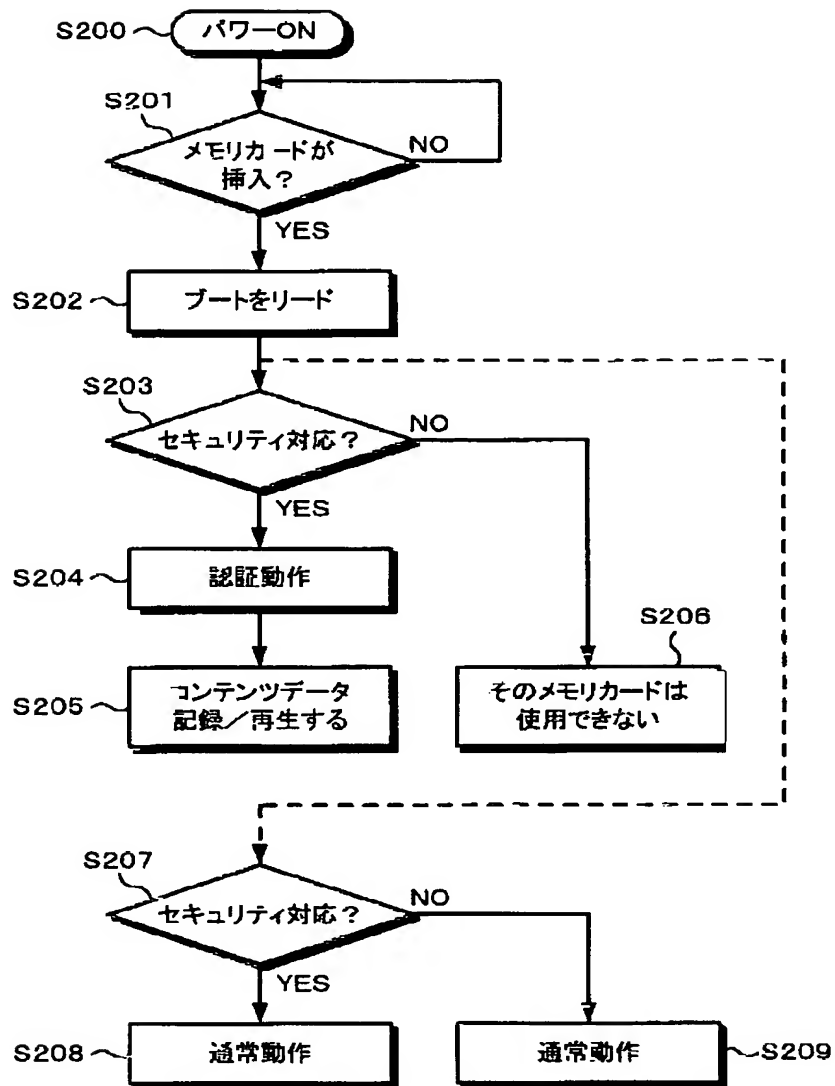 S200
パワーON
S201
メモリカードが
挿入？
NO
YES
S202
ブートをリード
S203
セキュリティ対応？
NO
YES
S204
認証動作
S206
S205
コンテンツデータ
記録／再生する
そのメモリカードは
使用できない
S207
セキュリティ対応？
NO
YES
S208
通常動作
通常動作
S209